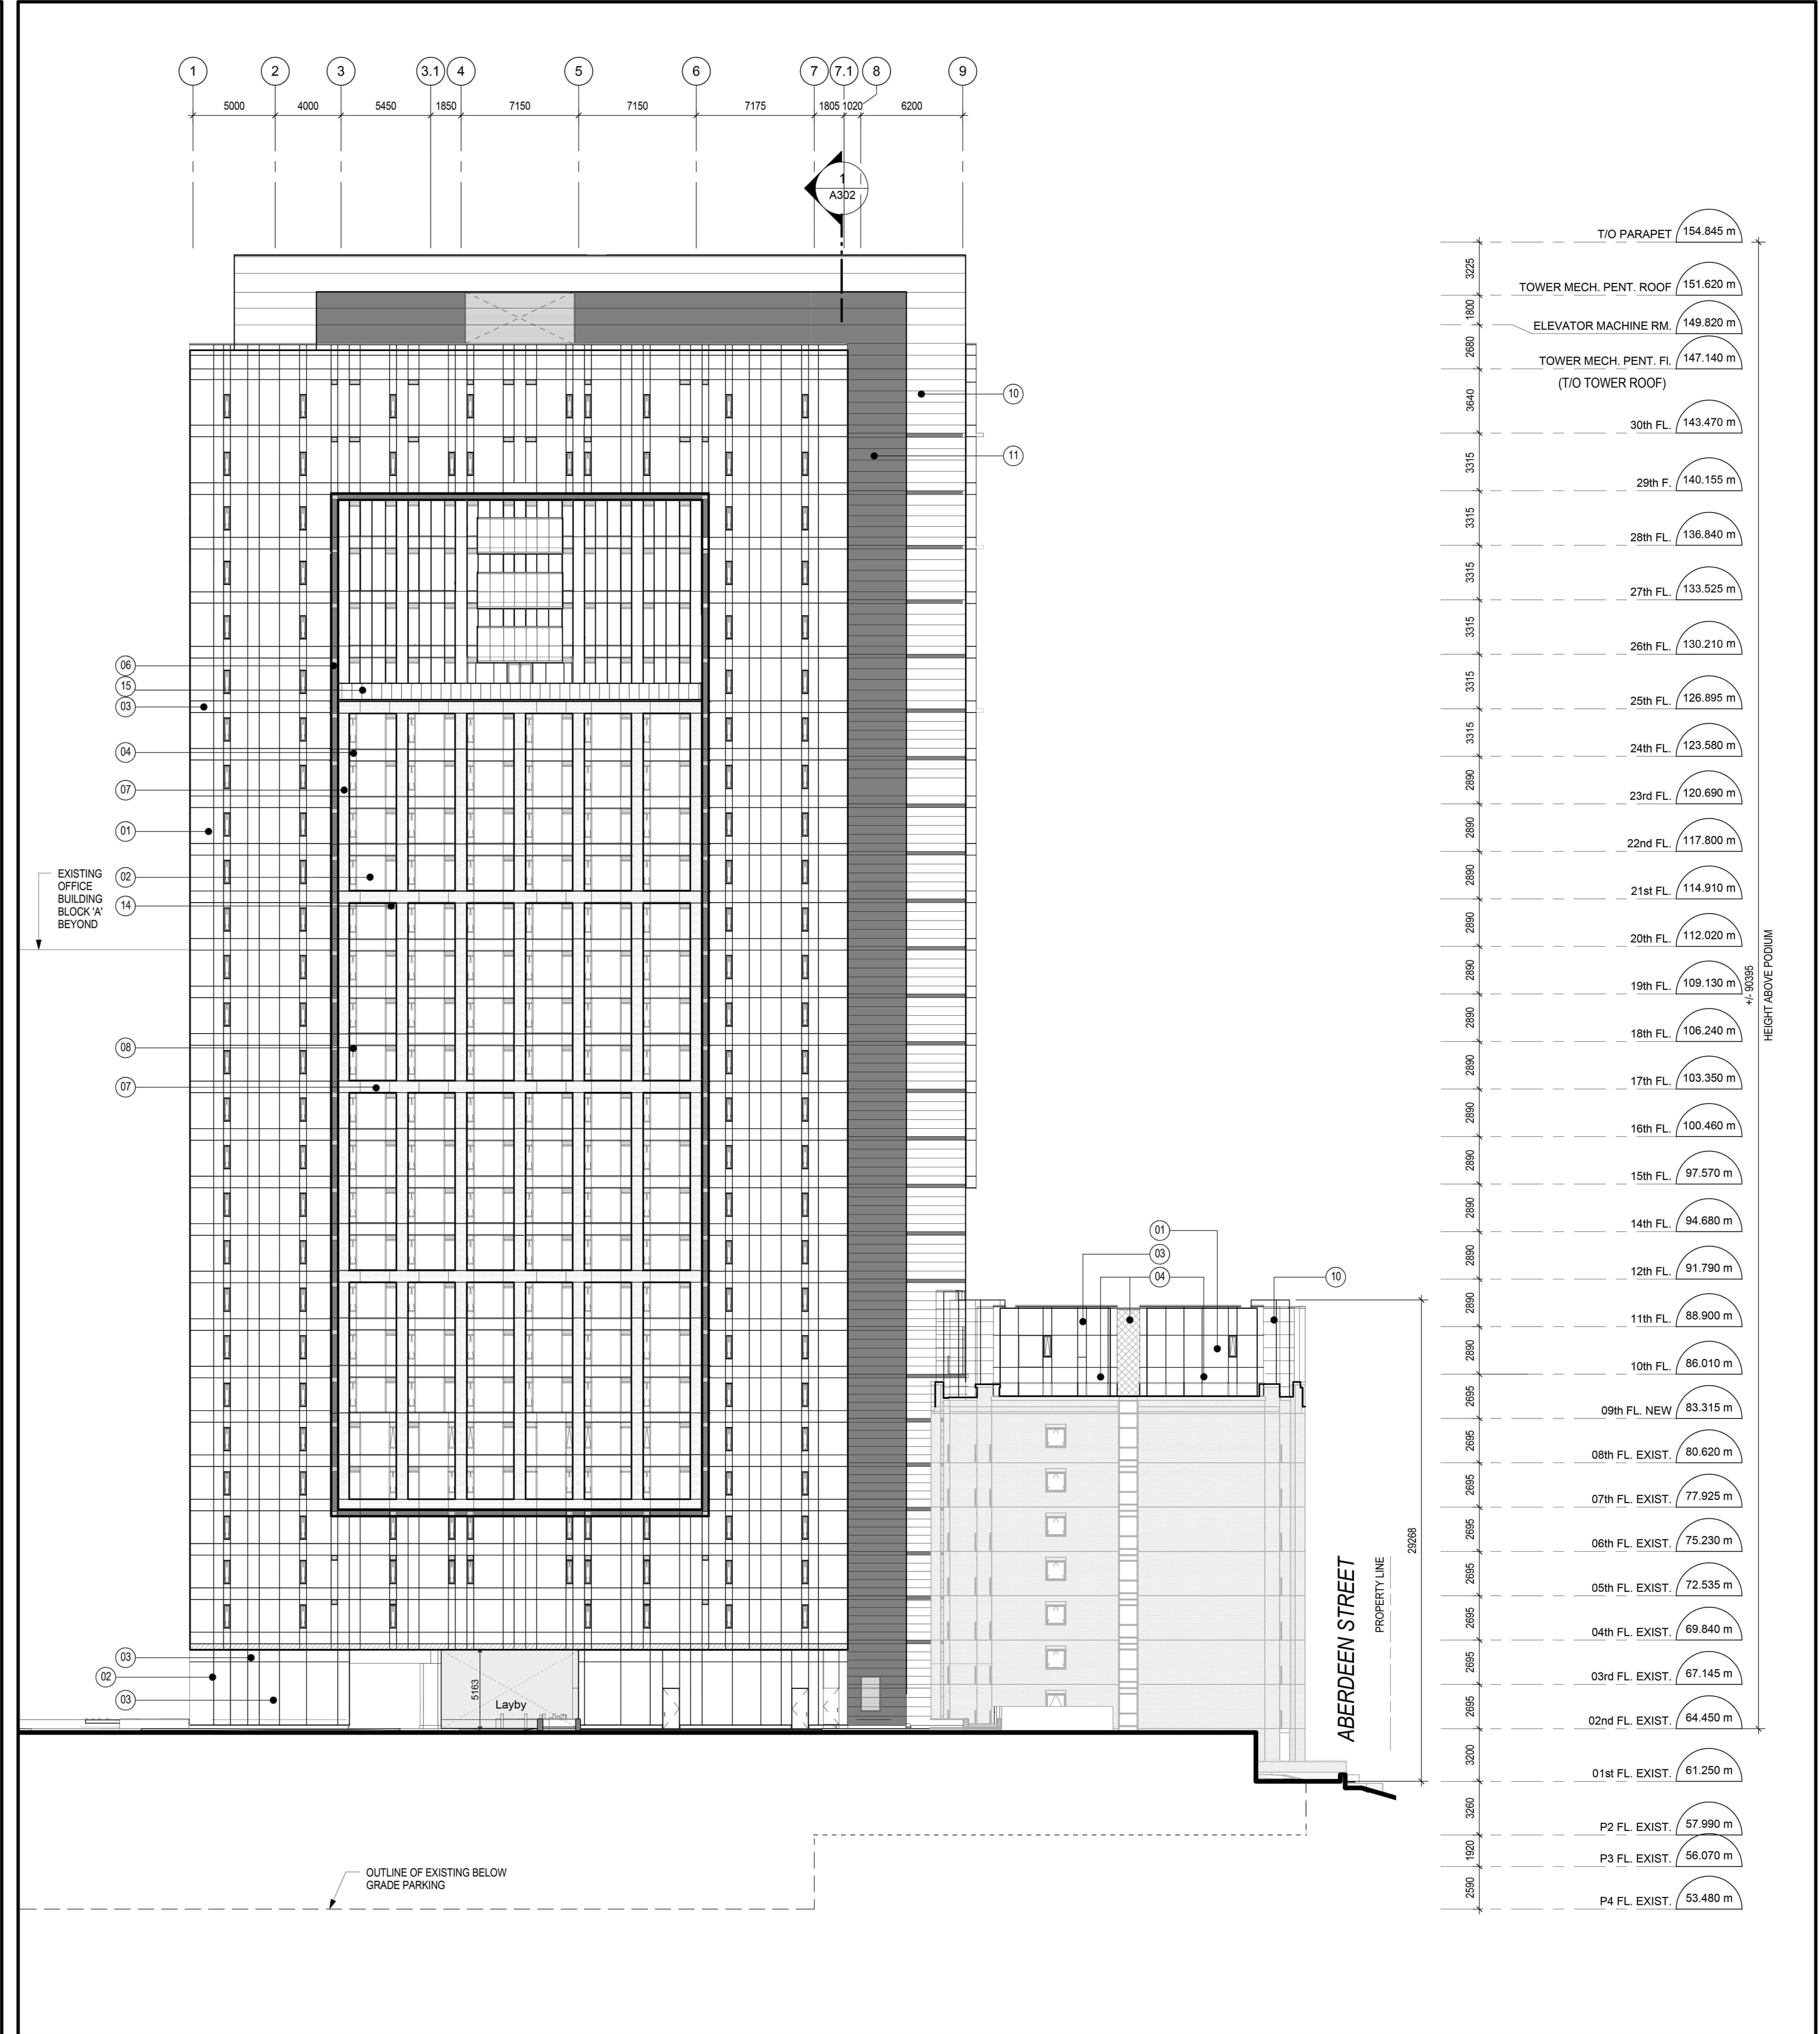 1 2 3 3.1 4 5 6 7 7.1 8 9
5000 4000 5450 1850 7150 7150 7175 1805 1020 6200
1
A302
T/O PARAPET 154.845 m
3225
TOWER MECH. PENT. ROOF 151.620 m
1800
ELEVATOR MACHINE RM. 149.820 m
2680
TOWER MECH. PENT. Fl. 147.140 m
(T/O TOWER ROOF)
3640
30th FL. 143.470 m
3315
29th F. 140.155 m
3315
28th FL. 136.840 m
3315
27th FL. 133.525 m
3315
26th FL. 130.210 m
3315
25th FL. 126.895 m
3315
24th FL. 123.580 m
2890
23rd FL. 120.690 m
2890
22nd FL. 117.800 m
2890
21st FL. 114.910 m
2890
20th FL. 112.020 m
2890
19th FL. 109.130 m
2890
18th FL. 106.240 m
2890
17th FL. 103.350 m
2890
16th FL. 100.460 m
2890
15th FL. 97.570 m
2890
14th FL. 94.680 m
2890
12th FL. 91.790 m
2890
11th FL. 88.900 m
2890
10th FL. 86.010 m
2695
09th FL. NEW 83.315 m
2695
08th FL. EXIST. 80.620 m
2695
07th FL. EXIST. 77.925 m
2695
06th FL. EXIST. 75.230 m
2695
05th FL. EXIST. 72.535 m
2695
04th FL. EXIST. 69.840 m
2695
03rd FL. EXIST. 67.145 m
2695
02nd FL. EXIST. 64.450 m
3200
01st FL. EXIST. 61.250 m
3260
P2 FL. EXIST. 57.990 m
1920
P3 FL. EXIST. 56.070 m
2590
P4 FL. EXIST. 53.480 m
+/- 90395
HEIGHT ABOVE PODIUM
10
11
06
15
03
04
07
01
02
14
08
07
EXISTING
OFFICE
BUILDING
BLOCK 'A'
BEYOND
01
03
04
10
29268
ABERDEEN STREET
PROPERTY LINE
03
02
03
5163
Layby
OUTLINE OF EXISTING BELOW
GRADE PARKING